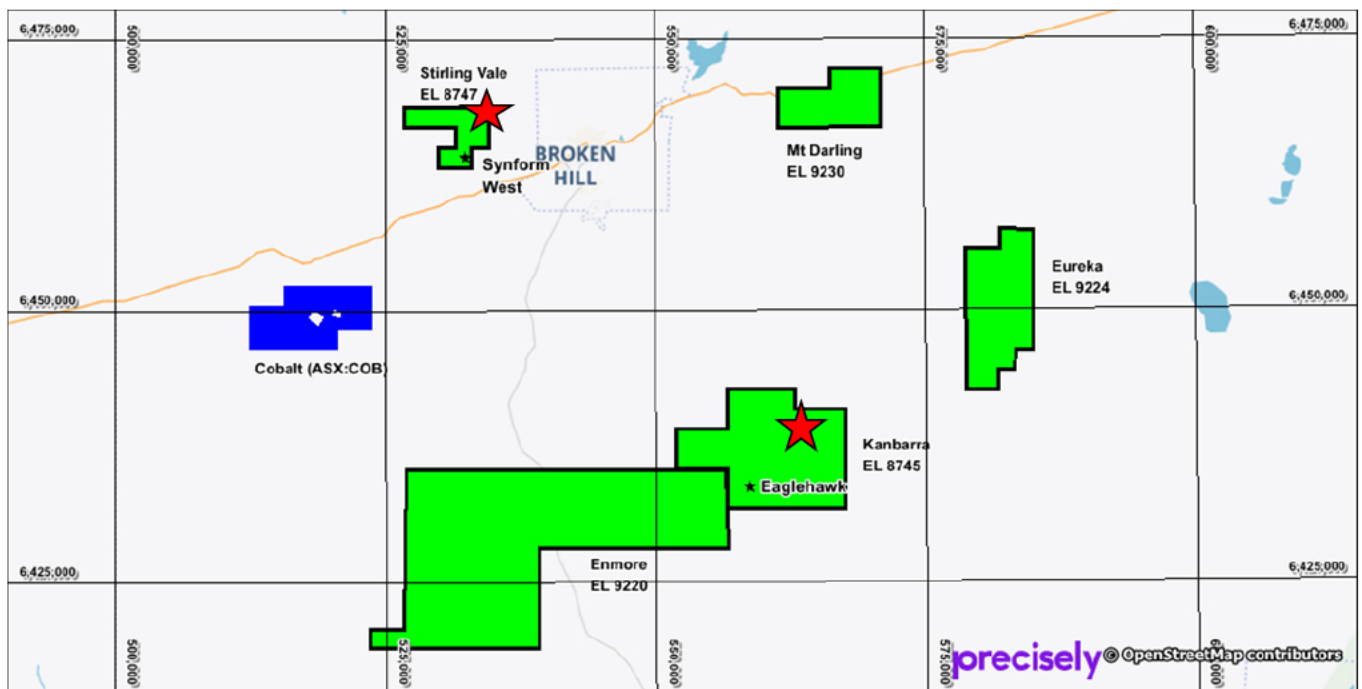 6,475,000
500,000
525,000
550,000
575,000
600,000
6,475,000
Stirling Vale
EL 8747
Synform
West
BROKEN
HILL
Mt Darling
EL 9230
Eureka
EL 9224
6,450,000
6,450,000
Cobalt (ASX:COB)
Kanbarra
EL 8745
Eaglehawk
Enmore
EL 9220
6,425,000
6,425,000
500,000
525,000
550,000
575,000
precisely © OpenStreetMap contributors